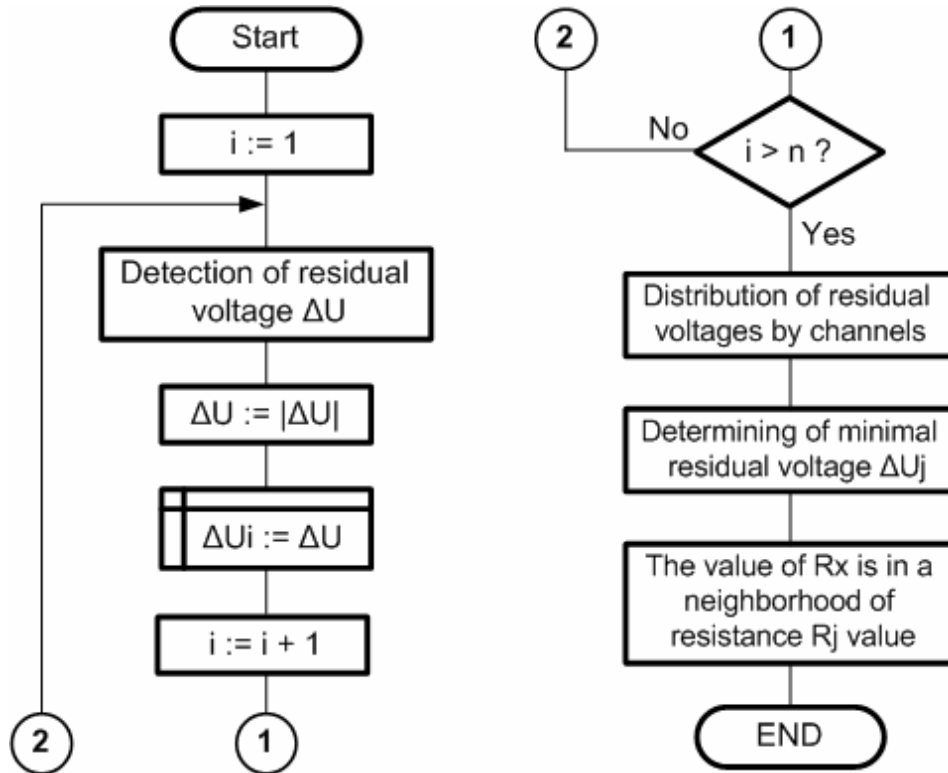 Start
i := 1
Detection of residual
voltage ΔU
ΔU := |ΔU|
ΔUi := ΔU
i := i + 1
2
1
2
1
i > n ?
No
Yes
Distribution of residual
voltages by channels
Determining of minimal
residual voltage ΔUj
The value of Rx is in a
neighborhood of
resistance Rj value
END